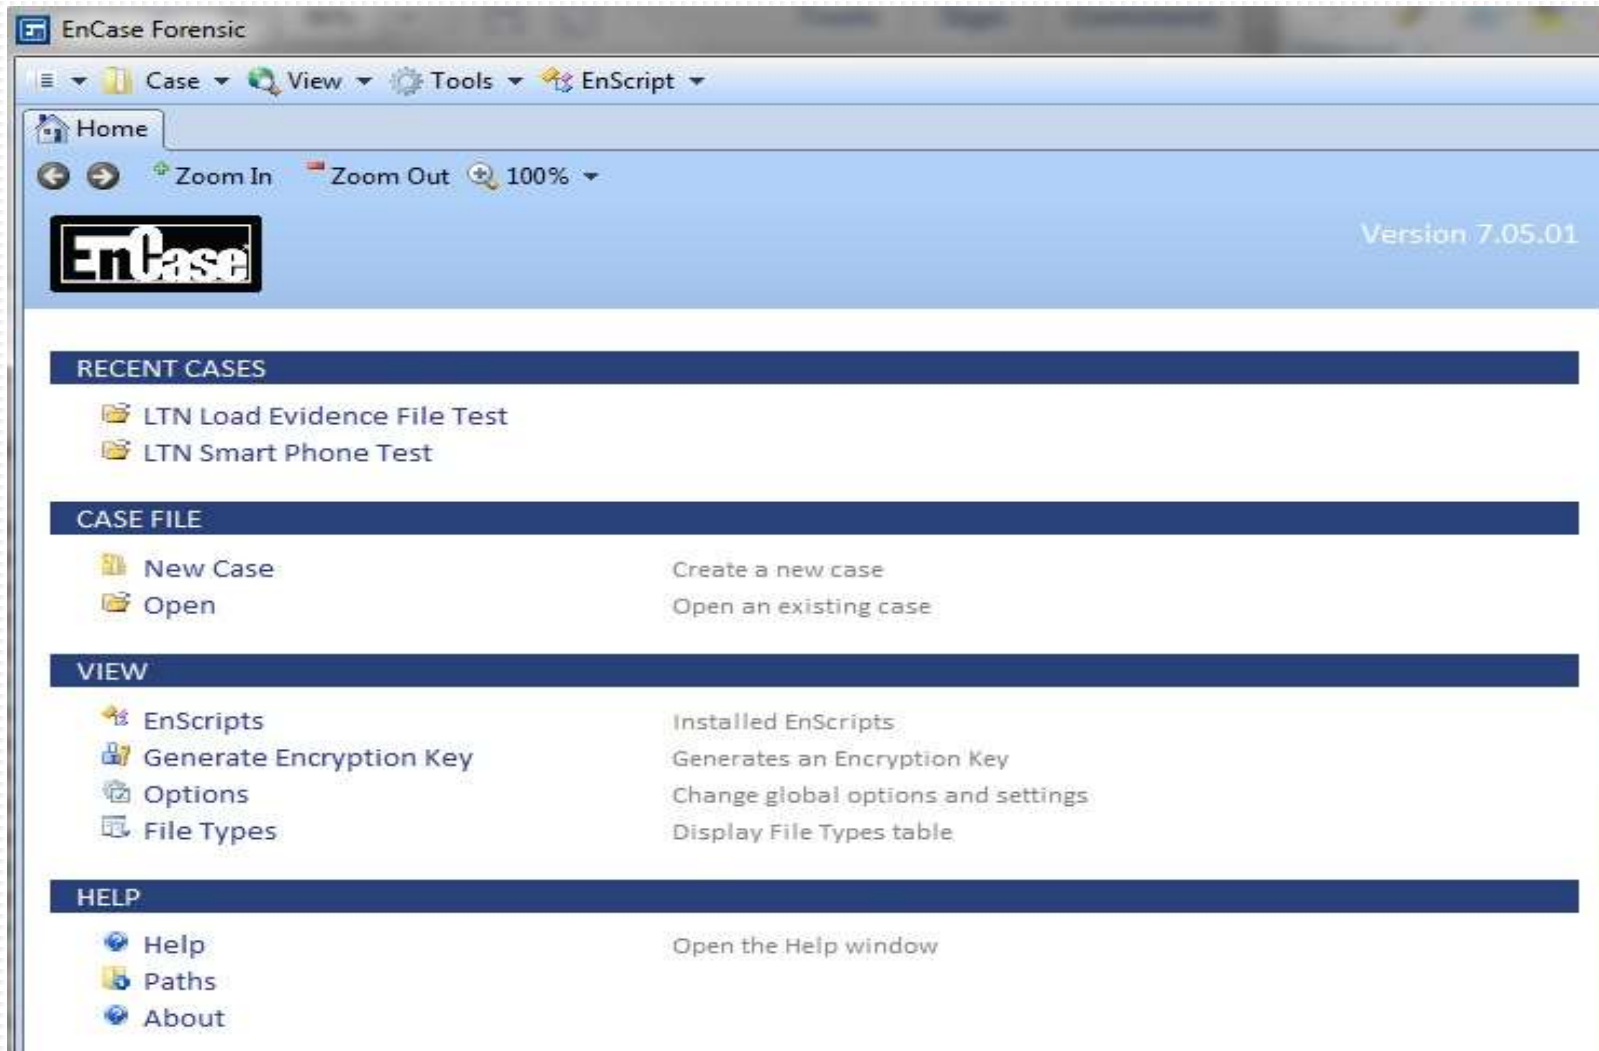 EnCase Forensic
Case View Tools EnScript
Home
Zoom In Zoom Out 100%
EnCase
Version 7.05.01
RECENT CASES
LTN Load Evidence File Test
LTN Smart Phone Test
CASE FILE
New Case Create a new case
Open Open an existing case
VIEW
EnScripts Installed EnScripts
Generate Encryption Key Generates an Encryption Key
Options Change global options and settings
File Types Display File Types table
HELP
Help Open the Help window
Paths
About